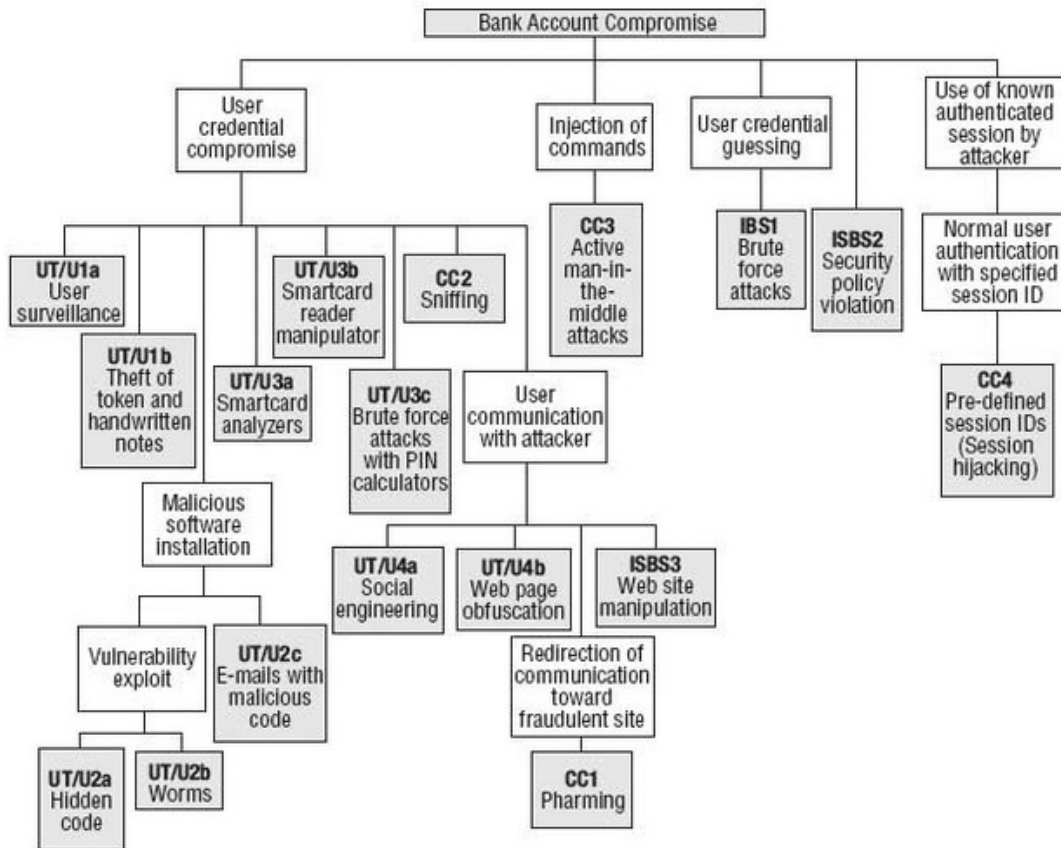 Bank Account Compromise
User
credential
compromise
Injection of
commands
User credential
guessing
Use of known
authenticated
session by
attacker
CC3
Active
man-in-
the-
middle
attacks
IBS1
Brute
force
attacks
ISBS2
Security
policy
violation
Normal user
authentication
with specified
session ID
UT/U1a
User
surveillance
UT/U3b
Smartcard
reader
manipulator
CC2
Sniffing
UT/U1b
Theft of
token and
handwritten
notes
UT/U3a
Smartcard
analyzers
UT/U3c
Brute force
attacks
with PIN
calculators
User
communication
with attacker
CC4
Pre-defined
session IDs
(Session
hijacking)
Malicious
software
installation
UT/U4a
Social
engineering
UT/U4b
Web page
obfuscation
ISBS3
Web site
manipulation
Vulnerability
exploit
UT/U2c
E-mails with
malicious
code
Redirection of
communication
toward
fraudulent site
UT/U2a
Hidden
code
UT/U2b
Worms
CC1
Pharming